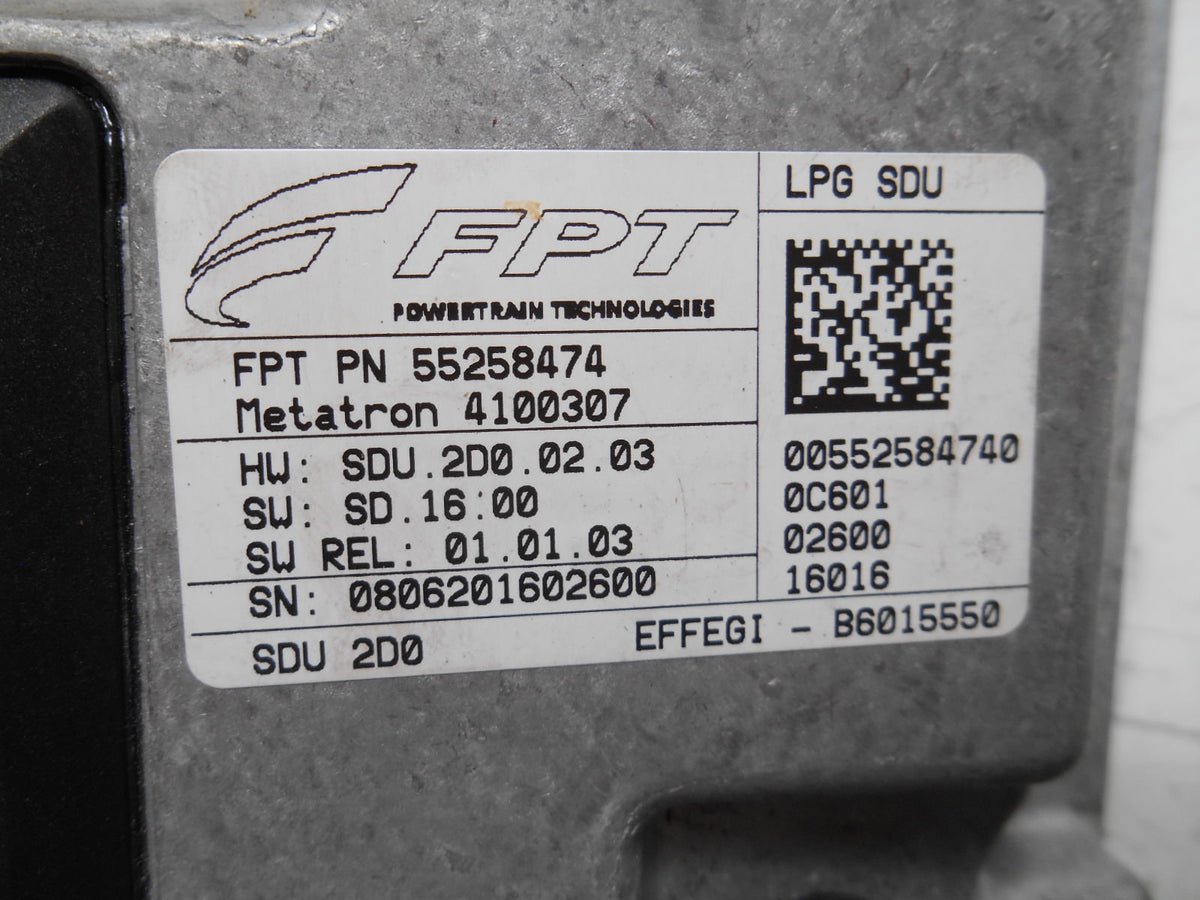 FPT
POWERTRAIN TECHNOLOGIES
LPG SDU
FPT PN 55258474
Metatron 4100307
HW: SDU.2D0.02.03
SW: SD.16:00
SW REL: 01.01.03
SN: 0806201602600
00552584740
0C601
02600
16016
SDU 2D0
EFFEGI - B6015550